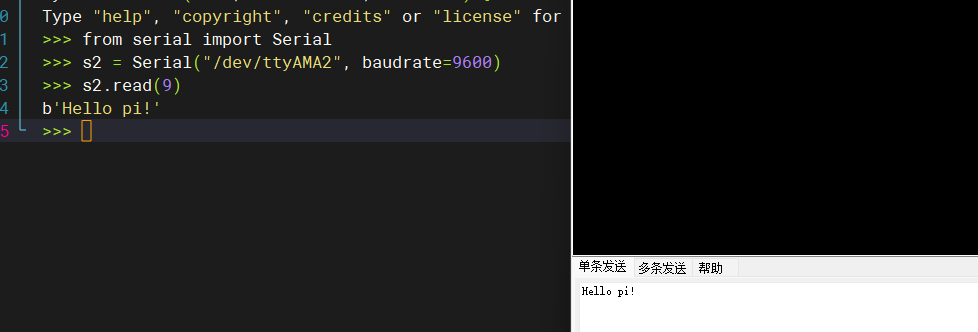 0 Type "help", "copyright", "credits" or "license" for
1 >>> from serial import Serial
2 >>> s2 = Serial("/dev/ttyAMA2", baudrate=9600)
3 >>> s2.read(9)
4 b'Hello pi!'
5 >>>
单条发送 多条发送 帮助
Hello pi!